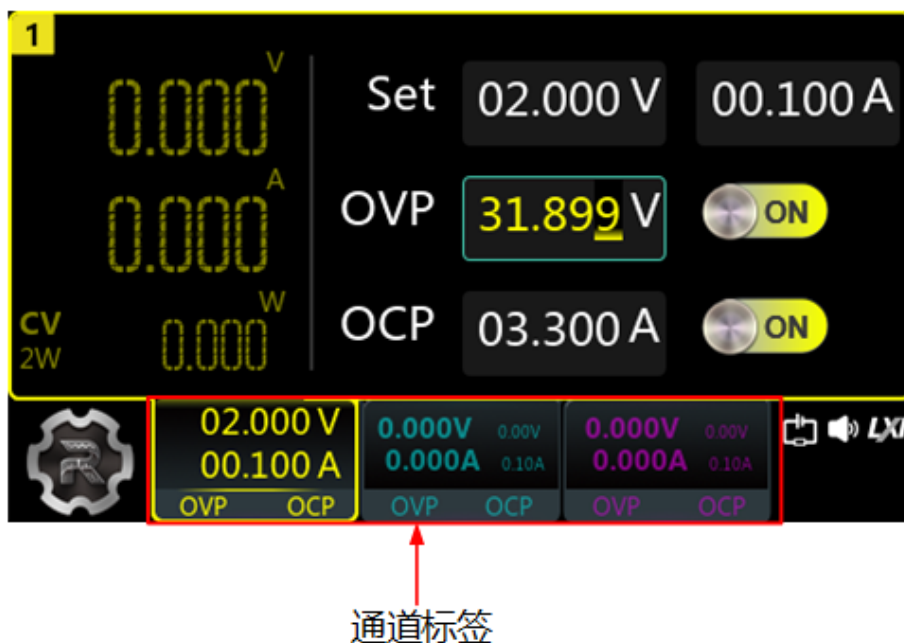 1
0.000 V
Set 02.000 V 00.100 A
0.000 A
OVP 31.899 V ON
CV
2W
0.000 W
OCP 03.300 A ON
02.000 V
00.100 A
OVP OCP
0.000V 0.00V
0.000A 0.10A
OVP OCP
0.000V 0.00V
0.000A 0.10A
OVP OCP
LXI
通道标签